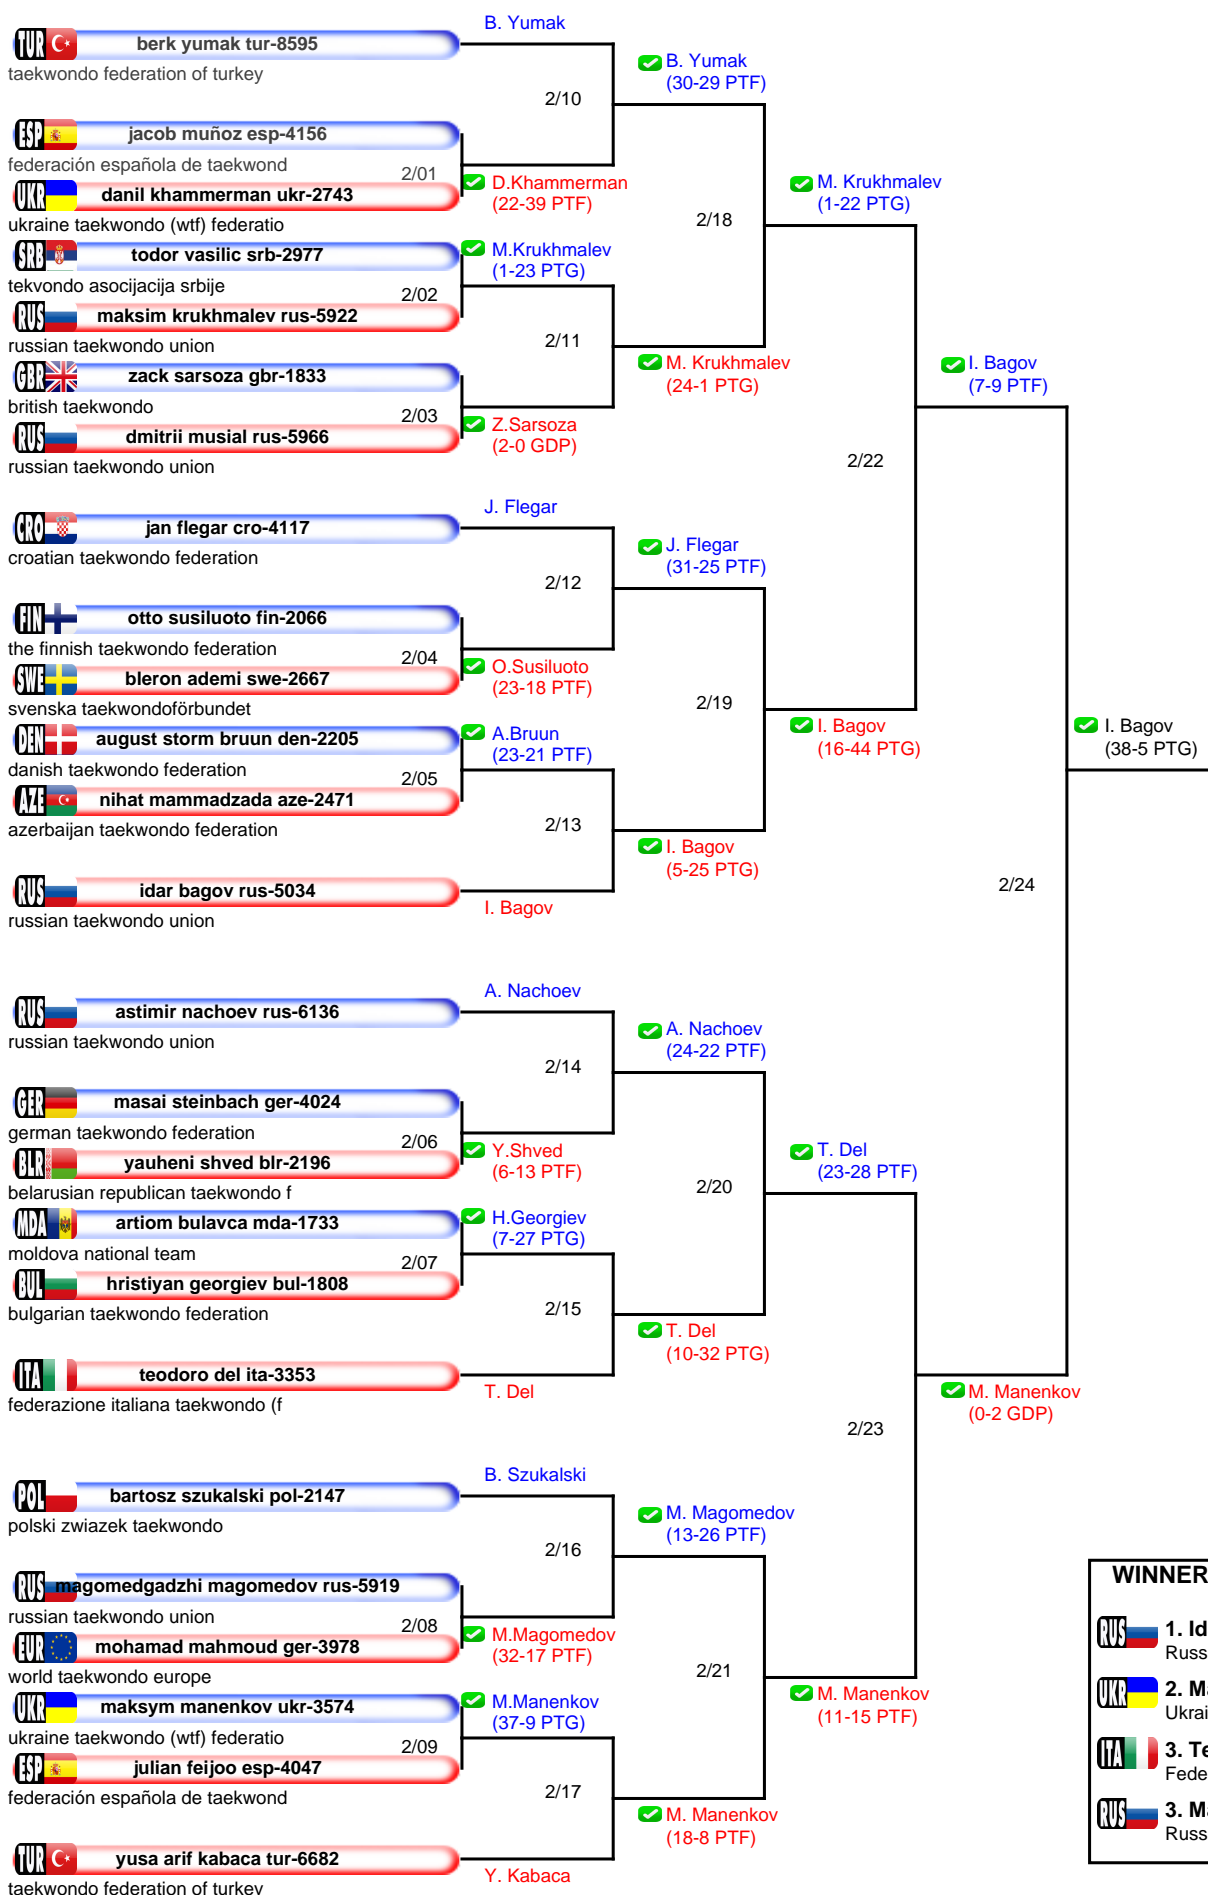 B. Yumak
TUR berk yumak tur-8595
taekwondo federation of turkey
B. Yumak
(30-29 PTF)
2/10
ESP jacob muñoz esp-4156
federación española de taekwond
2/01
UKR danil khammerman ukr-2743
ukraine taekwondo (wtf) federatio
D.Khammerman
(22-39 PTF)
M. Krukhmalev
(1-22 PTG)
2/18
SRB todor vasilic srb-2977
tekvondo asocijacija srbije
M.Krukhmalev
(1-23 PTG)
2/02
RUS maksim krukhmalev rus-5922
russian taekwondo union
2/11
M. Krukhmalev
(24-1 PTG)
I. Bagov
(7-9 PTF)
GBR zack sarsoza gbr-1833
british taekwondo
2/03
RUS dmitrii musial rus-5966
russian taekwondo union
Z.Sarsoza
(2-0 GDP)
2/22
J. Flegar
CRO jan flegar cro-4117
croatian taekwondo federation
J. Flegar
(31-25 PTF)
2/12
FIN otto susiluoto fin-2066
the finnish taekwondo federation
2/04
SWE bleron ademi swe-2667
svenska taekwondoförbundet
O.Susiluoto
(23-18 PTF)
2/19
DEN august storm bruun den-2205
danish taekwondo federation
A.Bruun
(23-21 PTF)
I. Bagov
(16-44 PTG)
I. Bagov
(38-5 PTG)
2/05
AZE nihat mammadzada aze-2471
azerbaijan taekwondo federation
2/13
I. Bagov
(5-25 PTG)
RUS idar bagov rus-5034
russian taekwondo union
I. Bagov
2/24
A. Nachoev
RUS astimir nachoev rus-6136
russian taekwondo union
A. Nachoev
(24-22 PTF)
2/14
GER masai steinbach ger-4024
german taekwondo federation
2/06
BLR yauheni shved blr-2196
belarusian republican taekwondo f
Y.Shved
(6-13 PTF)
T. Del
(23-28 PTF)
2/20
MDA artiom bulavca mda-1733
moldova national team
H.Georgiev
(7-27 PTG)
2/07
BUL hristiyan georgiev bul-1808
bulgarian taekwondo federation
2/15
T. Del
(10-32 PTG)
ITA teodoro del ita-3353
federazione italiana taekwondo (f
T. Del
M. Manenkov
(0-2 GDP)
2/23
B. Szukalski
POL bartosz szukalski pol-2147
polski zwiazek taekwondo
M. Magomedov
(13-26 PTF)
2/16
RUS magomedgadzhi magomedov rus-5919
russian taekwondo union
2/08
EUR mohamad mahmoud ger-3978
world taekwondo europe
M.Magomedov
(32-17 PTF)
2/21
UKR maksym manenkov ukr-3574
ukraine taekwondo (wtf) federatio
M.Manenkov
(37-9 PTG)
M. Manenkov
(11-15 PTF)
2/09
ESP julian feijoo esp-4047
federación española de taekwond
2/17
M. Manenkov
(18-8 PTF)
TUR yusa arif kabaca tur-6682
taekwondo federation of turkey
Y. Kabaca
WINNER
RUS 1. Id
Russ
UKR 2. Ma
Ukrai
ITA 3. Te
Fede
RUS 3. Ma
Russ